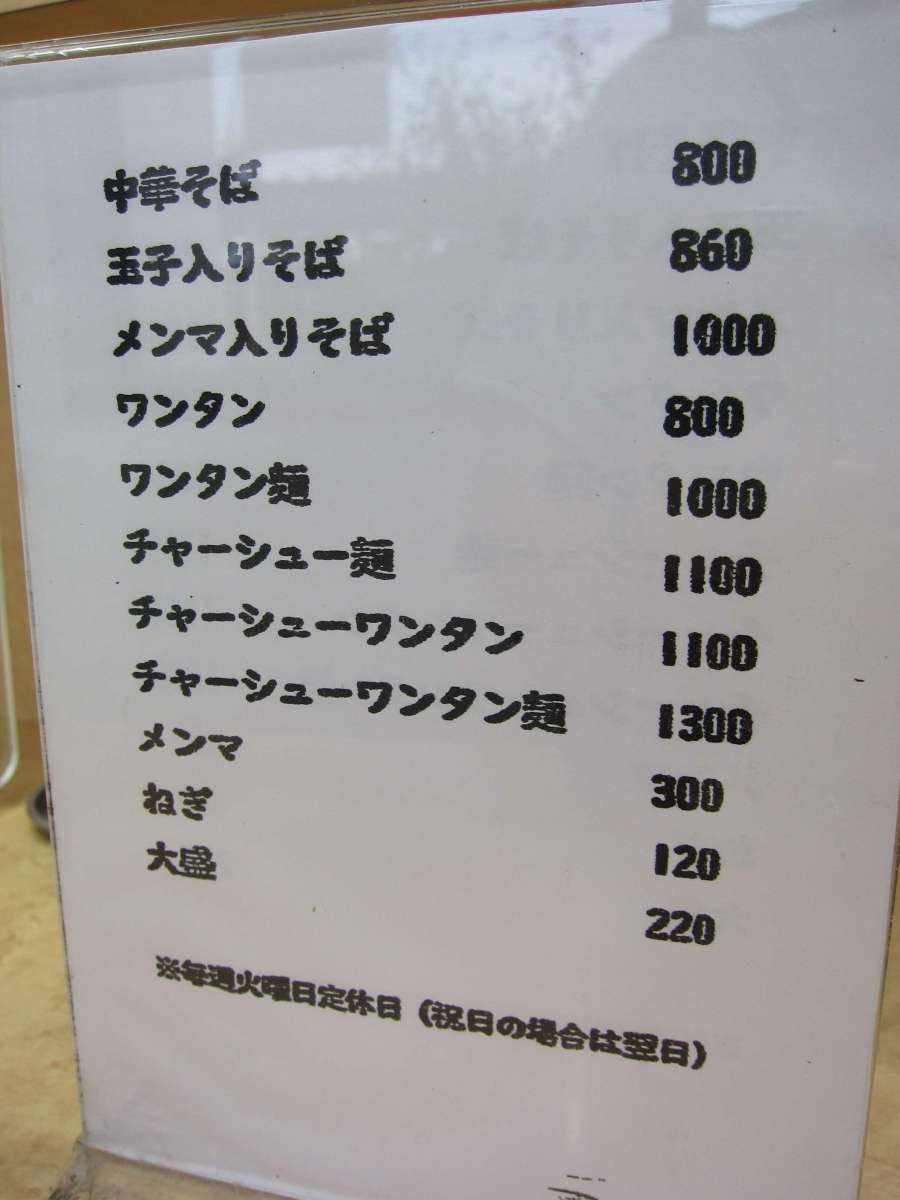 中華そば 800
玉子入りそば 860
メンマ入りそば 1000
ワンタン 800
ワンタン麺 1000
チャーシュー麺 1100
チャーシューワンタン 1100
チャーシューワンタン麺 1300
メンマ 300
ねぎ 120
大盛 220
※毎週火曜日定休日（祝日の場合は翌日）